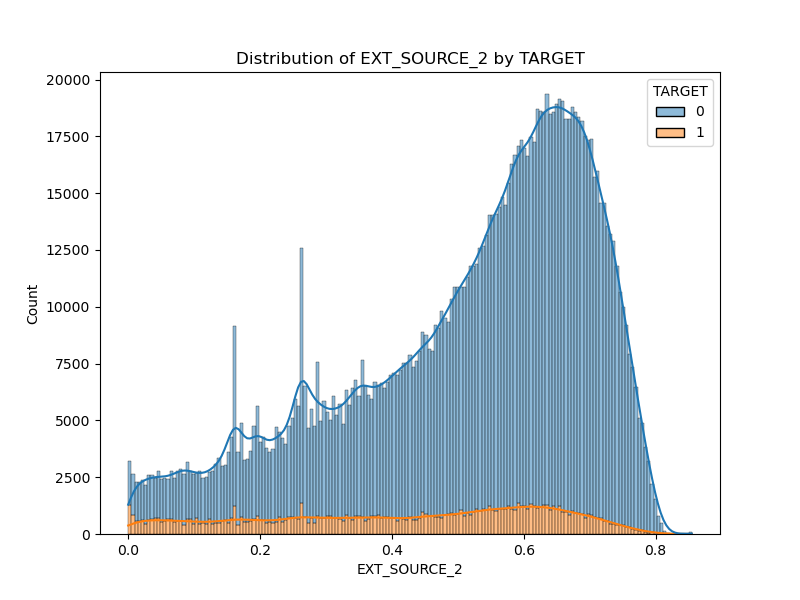 Distribution of EXT_SOURCE_2 by TARGET
TARGET
0
1
20000
17500
15000
12500
10000
7500
5000
2500
0
Count
0.0 0.2 0.4 0.6 0.8
EXT_SOURCE_2